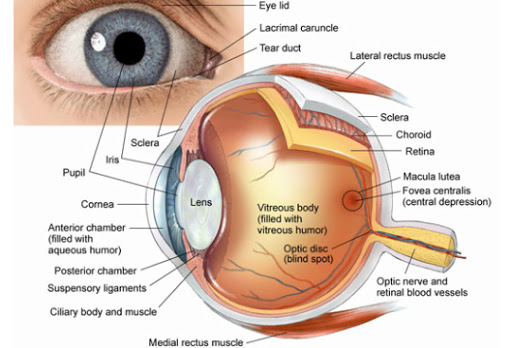 Eye lid
Lacrimal caruncle
Tear duct
Lateral rectus muscle
Sclera
Choroid
Retina
Macula lutea
Fovea centralis
(central depression)
Sclera
Iris
Pupil
Cornea
Lens
Vitreous body
(filled with
vitreous humor)
Anterior chamber
(filled with
aqueous humor)
Optic disc
(blind spot)
Posterior chamber
Suspensory ligaments
Ciliary body and muscle
Optic nerve and
retinal blood vessels
Medial rectus muscle